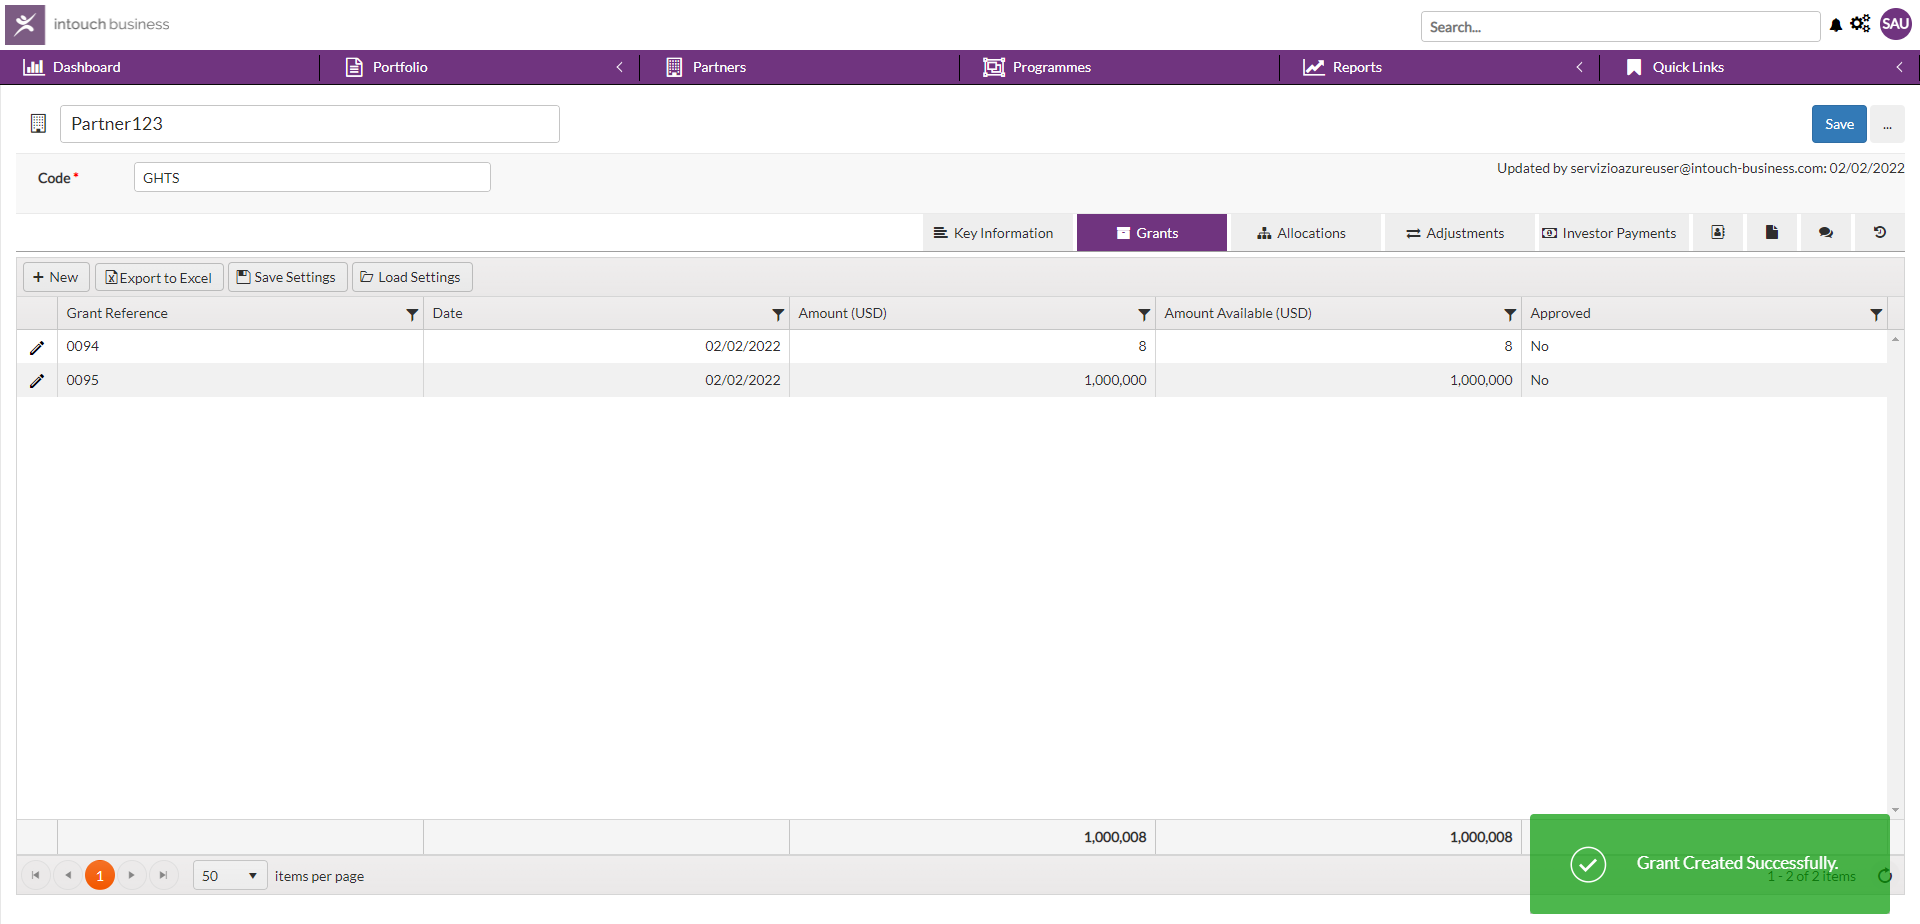 intouch business
Search...
SAU
Dashboard
Portfolio
Partners
Programmes
Reports
Quick Links
Partner123
Save
...
Code*
GHTS
Updated by servizioazureuser@intouch-business.com: 02/02/2022
Key Information
Grants
Allocations
Adjustments
Investor Payments
New
Export to Excel
Save Settings
Load Settings
Grant Reference
Date
Amount (USD)
Amount Available (USD)
Approved
0094
02/02/2022
8
8
No
0095
02/02/2022
1,000,000
1,000,000
No
1,000,008
1,000,008
1
50
items per page
Grant Created Successfully.
1 - 2 of 2 items